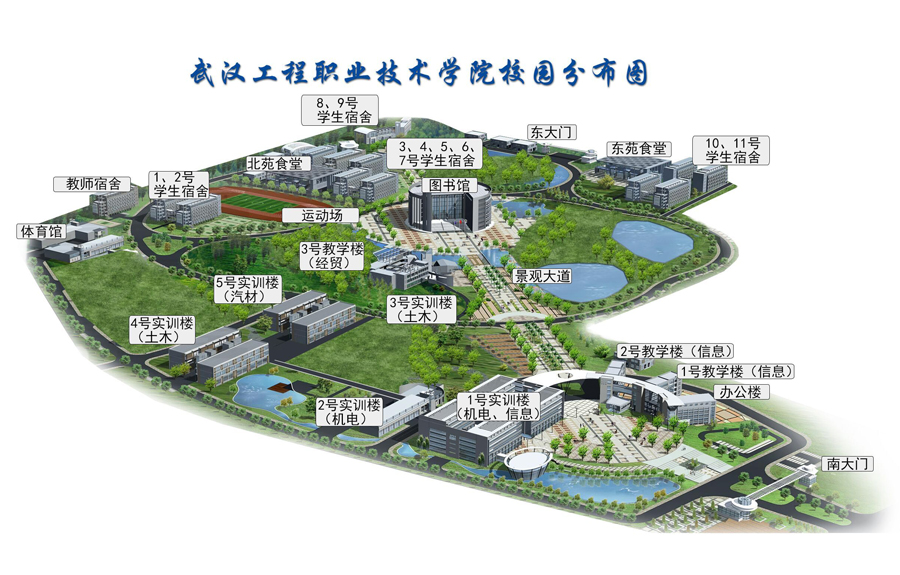 武汉工程职业技术学院校园分布图
8、9号
学生宿舍
东大门
3、4、5、6、
7号学生宿舍
东苑食堂
10、11号
学生宿舍
北苑食堂
1、2号
学生宿舍
教师宿舍
图书馆
运动场
体育馆
3号教学楼
(经贸)
景观大道
5号实训楼
(汽材)
3号实训楼
(土木)
4号实训楼
(土木)
2号教学楼(信息)
1号教学楼(信息)
办公楼
2号实训楼
(机电)
1号实训楼
(机电、信息)
南大门